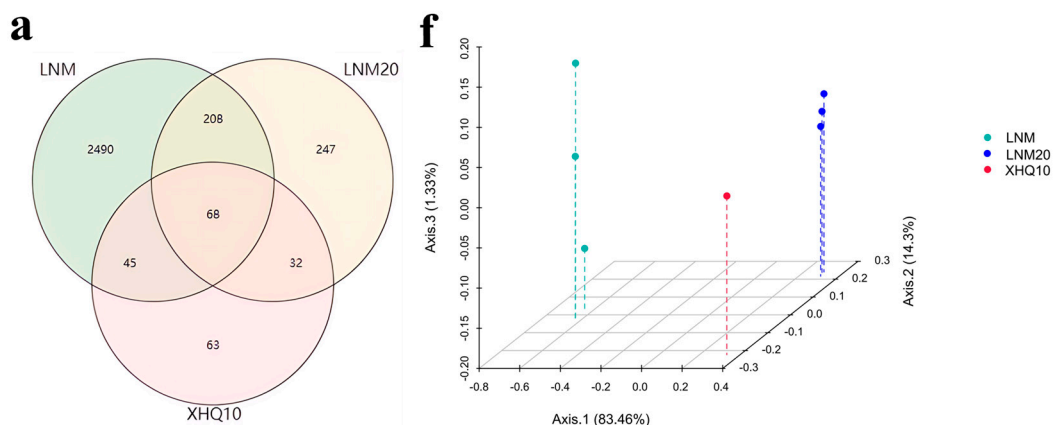 a
LNM
LNM20
208
2490
247
68
45
32
63
XHQ10
f
0.20
0.15
0.10
0.05
0.00
-0.05
-0.10
-0.15
-0.20
Axis.3 (1.33%)
-0.8
-0.6
-0.4
-0.2
0.0
0.2
0.4
Axis.1 (83.46%)
-0.3
-0.2
-0.1
0.0
0.1
0.2
0.3
Axis.2 (14.3%)
LNM
LNM20
XHQ10